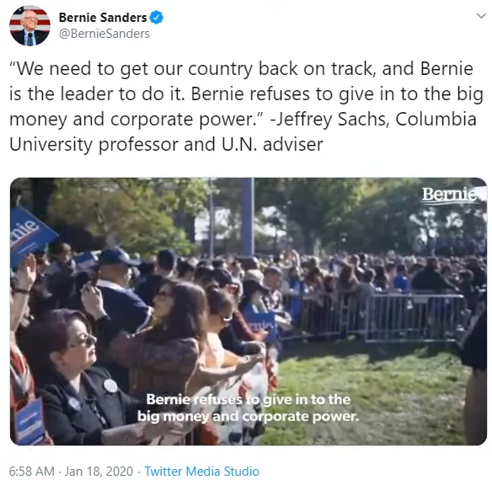 Bernie Sanders
@BernieSanders
“We need to get our country back on track, and Bernie
is the leader to do it. Bernie refuses to give in to the big
money and corporate power.” -Jeffrey Sachs, Columbia
University professor and U.N. adviser
Bernie
nie
Bernie refuses to give in to the
big money and corporate power.
6:58 AM · Jan 18, 2020 · Twitter Media Studio